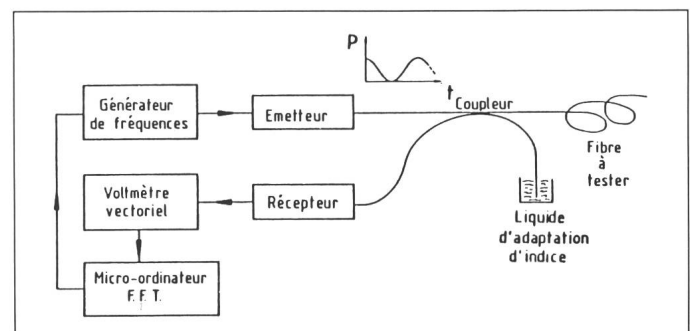 P
t
Générateur
de fréquences
Emetteur
Coupleur
Fibre
à
tester
Voltmètre
vectoriel
Récepteur
Liquide
d'adaptation
d'indice
Micro-ordinateur
F.F.T.